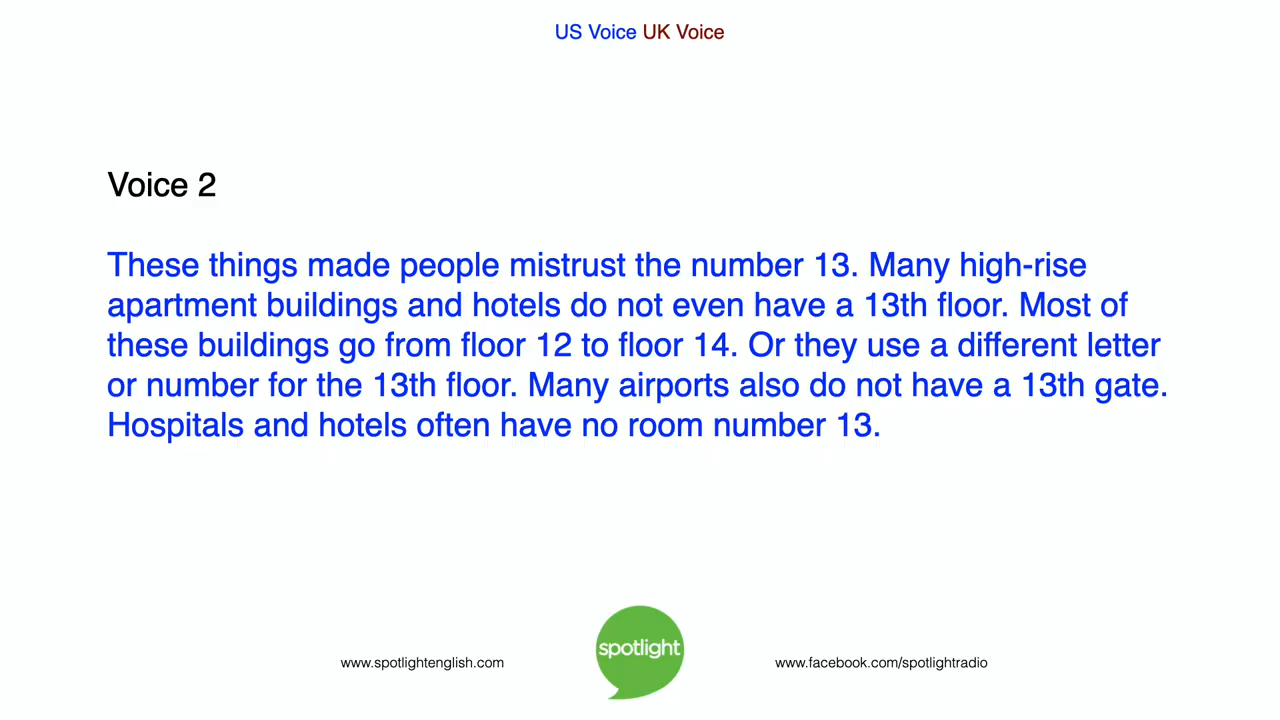 US Voice UK Voice
Voice 2
These things made people mistrust the number 13. Many high-rise
apartment buildings and hotels do not even have a 13th floor. Most of
these buildings go from floor 12 to floor 14. Or they use a different letter
or number for the 13th floor. Many airports also do not have a 13th gate.
Hospitals and hotels often have no room number 13.
spotlight
www.spotlightenglish.com
www.facebook.com/spotlightradio